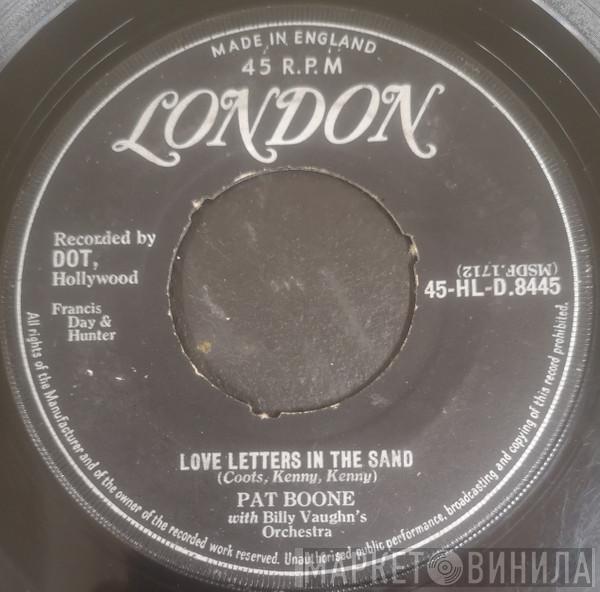 MADE IN ENGLAND
45 R.P.M
LONDON
Recorded by
DOT,
Hollywood
Francis
Day &
Hunter
(MSDF.1712)
45-HL-D.8445
LOVE LETTERS IN THE SAND
(Coots, Kenny, Kenny)
PAT BOONE
with Billy Vaughn's
Orchestra
All rights of the Manufacturer and of the owner of the recorded work reserved. Unauthorised public performance, broadcasting and copying of this record prohibited.
МАРКЕТ ВИНИЛА